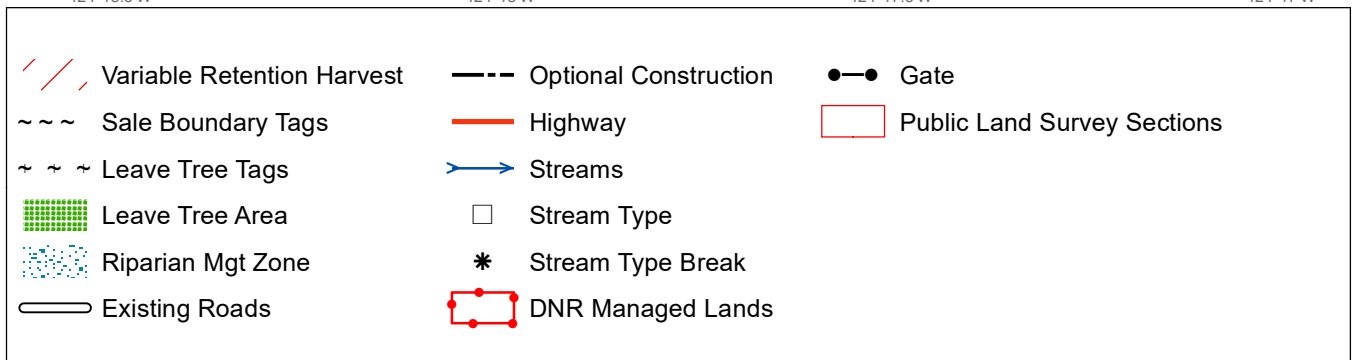 Variable Retention Harvest
Sale Boundary Tags
Leave Tree Tags
Leave Tree Area
Riparian Mgt Zone
Existing Roads
Optional Construction
Highway
Streams
Stream Type
Stream Type Break
DNR Managed Lands
Gate
Public Land Survey Sections